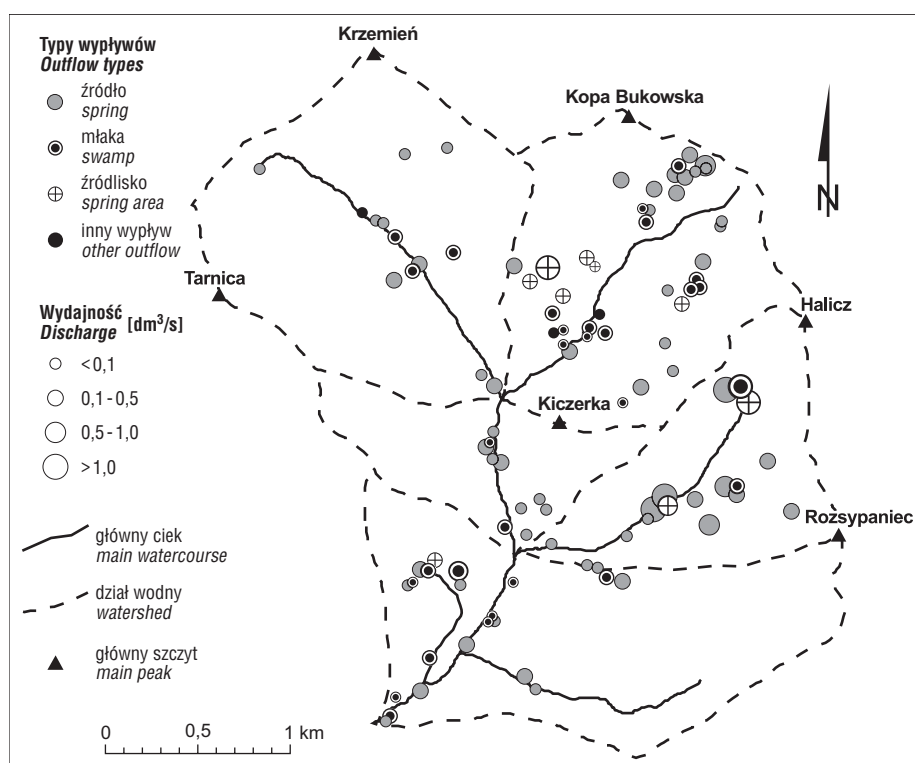 Typy wypływów
Outflow types
źródło
spring
młaka
swamp
źródlisko
spring area
inny wypływ
other outflow
Wydajność
Discharge [dm³/s]
<0,1
0,1-0,5
0,5-1,0
>1,0
główny ciek
main watercourse
dział wodny
watershed
główny szczyt
main peak
0 0,5 1 km
Krzemień
Kopa Bukowska
N
Tarnica
Halicz
Kiczerka
Rozsypaniec